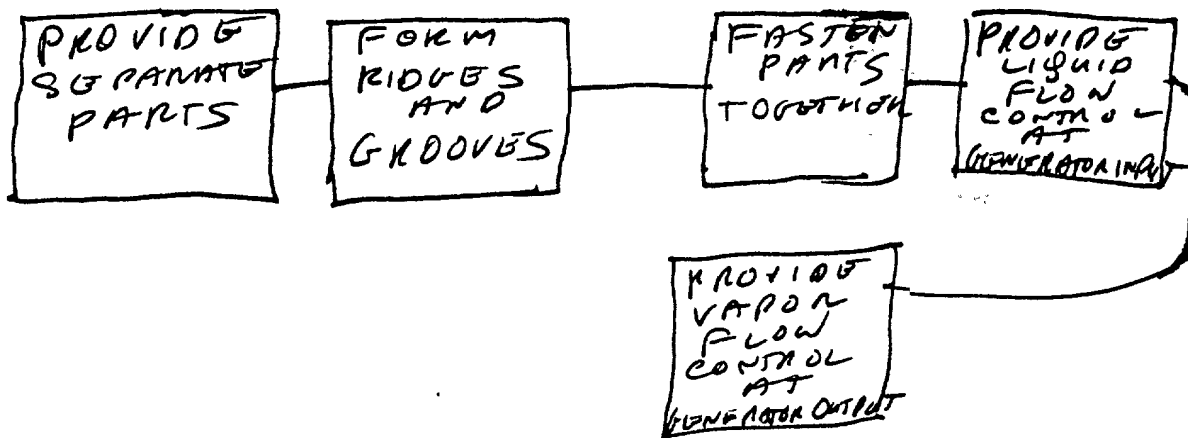 PROVIDE
SEPARATE
PARTS
FORM
RIDGES
AND
GROOVES
FASTEN
PARTS
TOGETHER
PROVIDE
LIQUID
FLOW
CONTROL
AT
GENERATOR INPUT
PROVIDE
VAPOR
FLOW
CONTROL
AT
GENERATOR OUTPUT